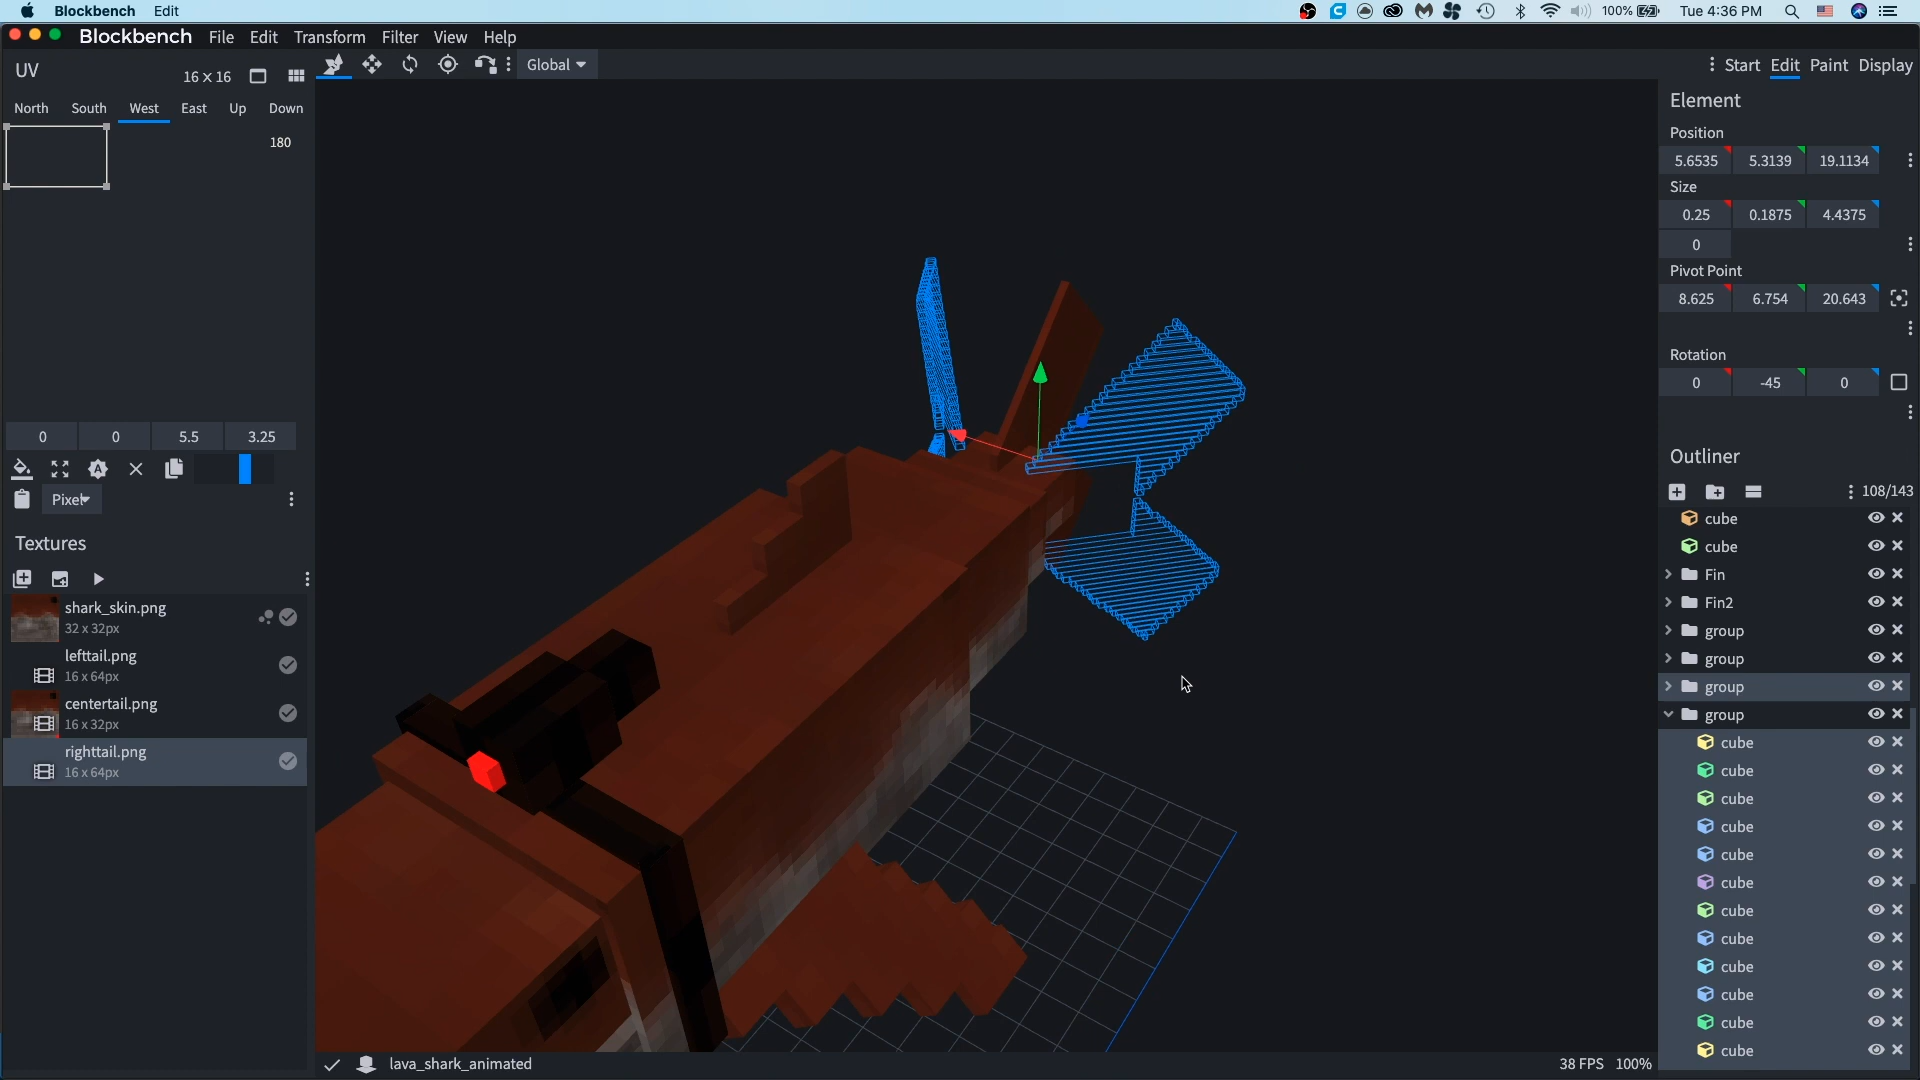 Blockbench Edit
100% Tue 4:36 PM
Blockbench File Edit Transform Filter View Help
UV
16 x 16
Global
Start Edit Paint Display
North South West East Up Down
180
0 0 5.5 3.25
Pixel
Textures
shark_skin.png
32 x 32px
lefttail.png
16 x 64px
centertail.png
16 x 32px
righttail.png
16 x 64px
Element
Position
5.6535 5.3139 19.1134
Size
0.25 0.1875 4.4375
0
Pivot Point
8.625 6.754 20.643
Rotation
0 -45 0
Outliner
108/143
cube
cube
Fin
Fin2
group
group
group
group
cube
cube
cube
cube
cube
cube
cube
cube
cube
cube
cube
cube
lava_shark_animated
38 FPS 100%